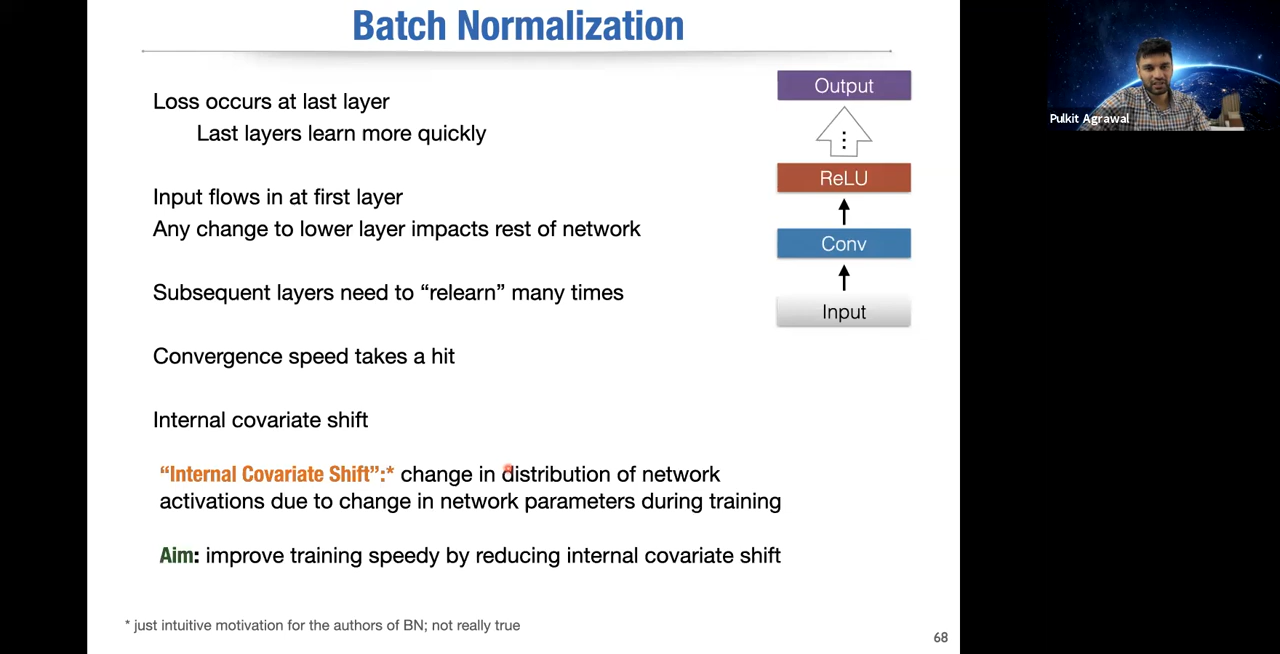 Batch Normalization
Loss occurs at last layer
Last layers learn more quickly
Input flows in at first layer
Any change to lower layer impacts rest of network
Subsequent layers need to “relearn” many times
Convergence speed takes a hit
Internal covariate shift
“Internal Covariate Shift”:* change in distribution of network
activations due to change in network parameters during training
Aim: improve training speedy by reducing internal covariate shift
* just intuitive motivation for the authors of BN; not really true
68
Output
ReLU
Conv
Input
Pulkit Agrawal